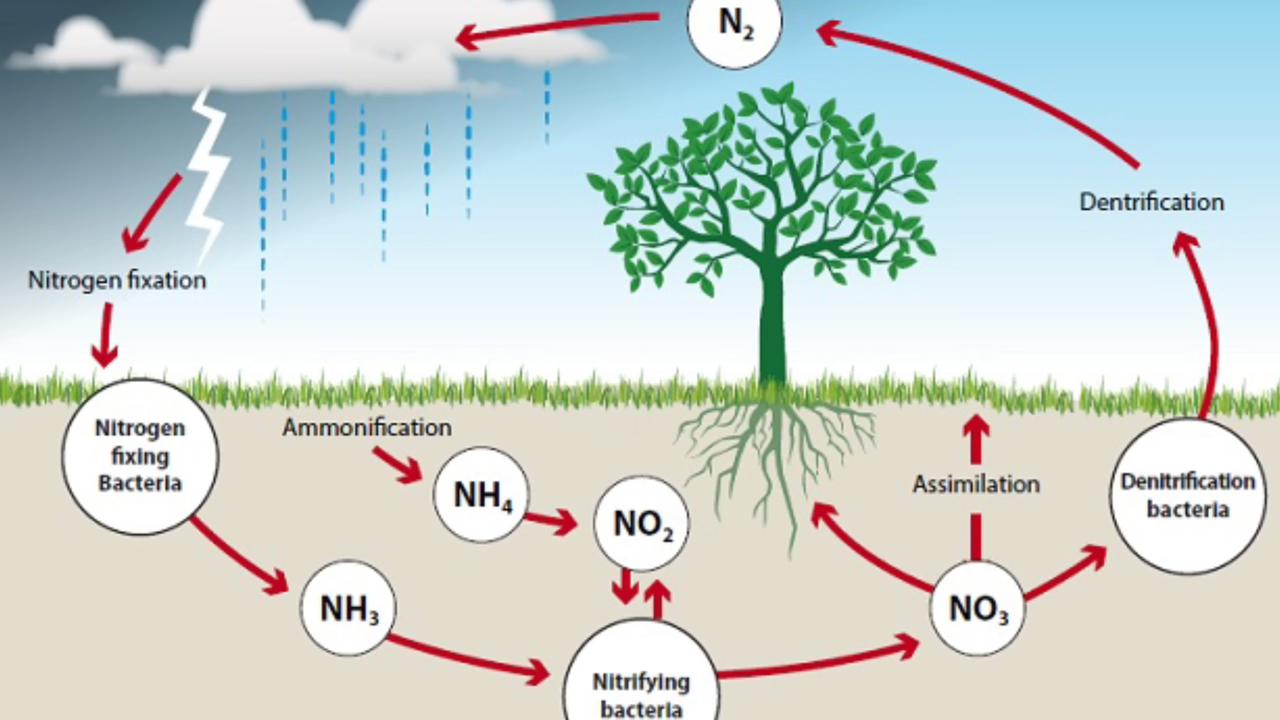 N₂
Dentrification
Nitrogen fixation
Nitrogen
fixing
Bacteria
Ammonification
NH₄
NO₂
Assimilation
Denitrification
bacteria
NH₃
NO₃
Nitrifying
bacteria